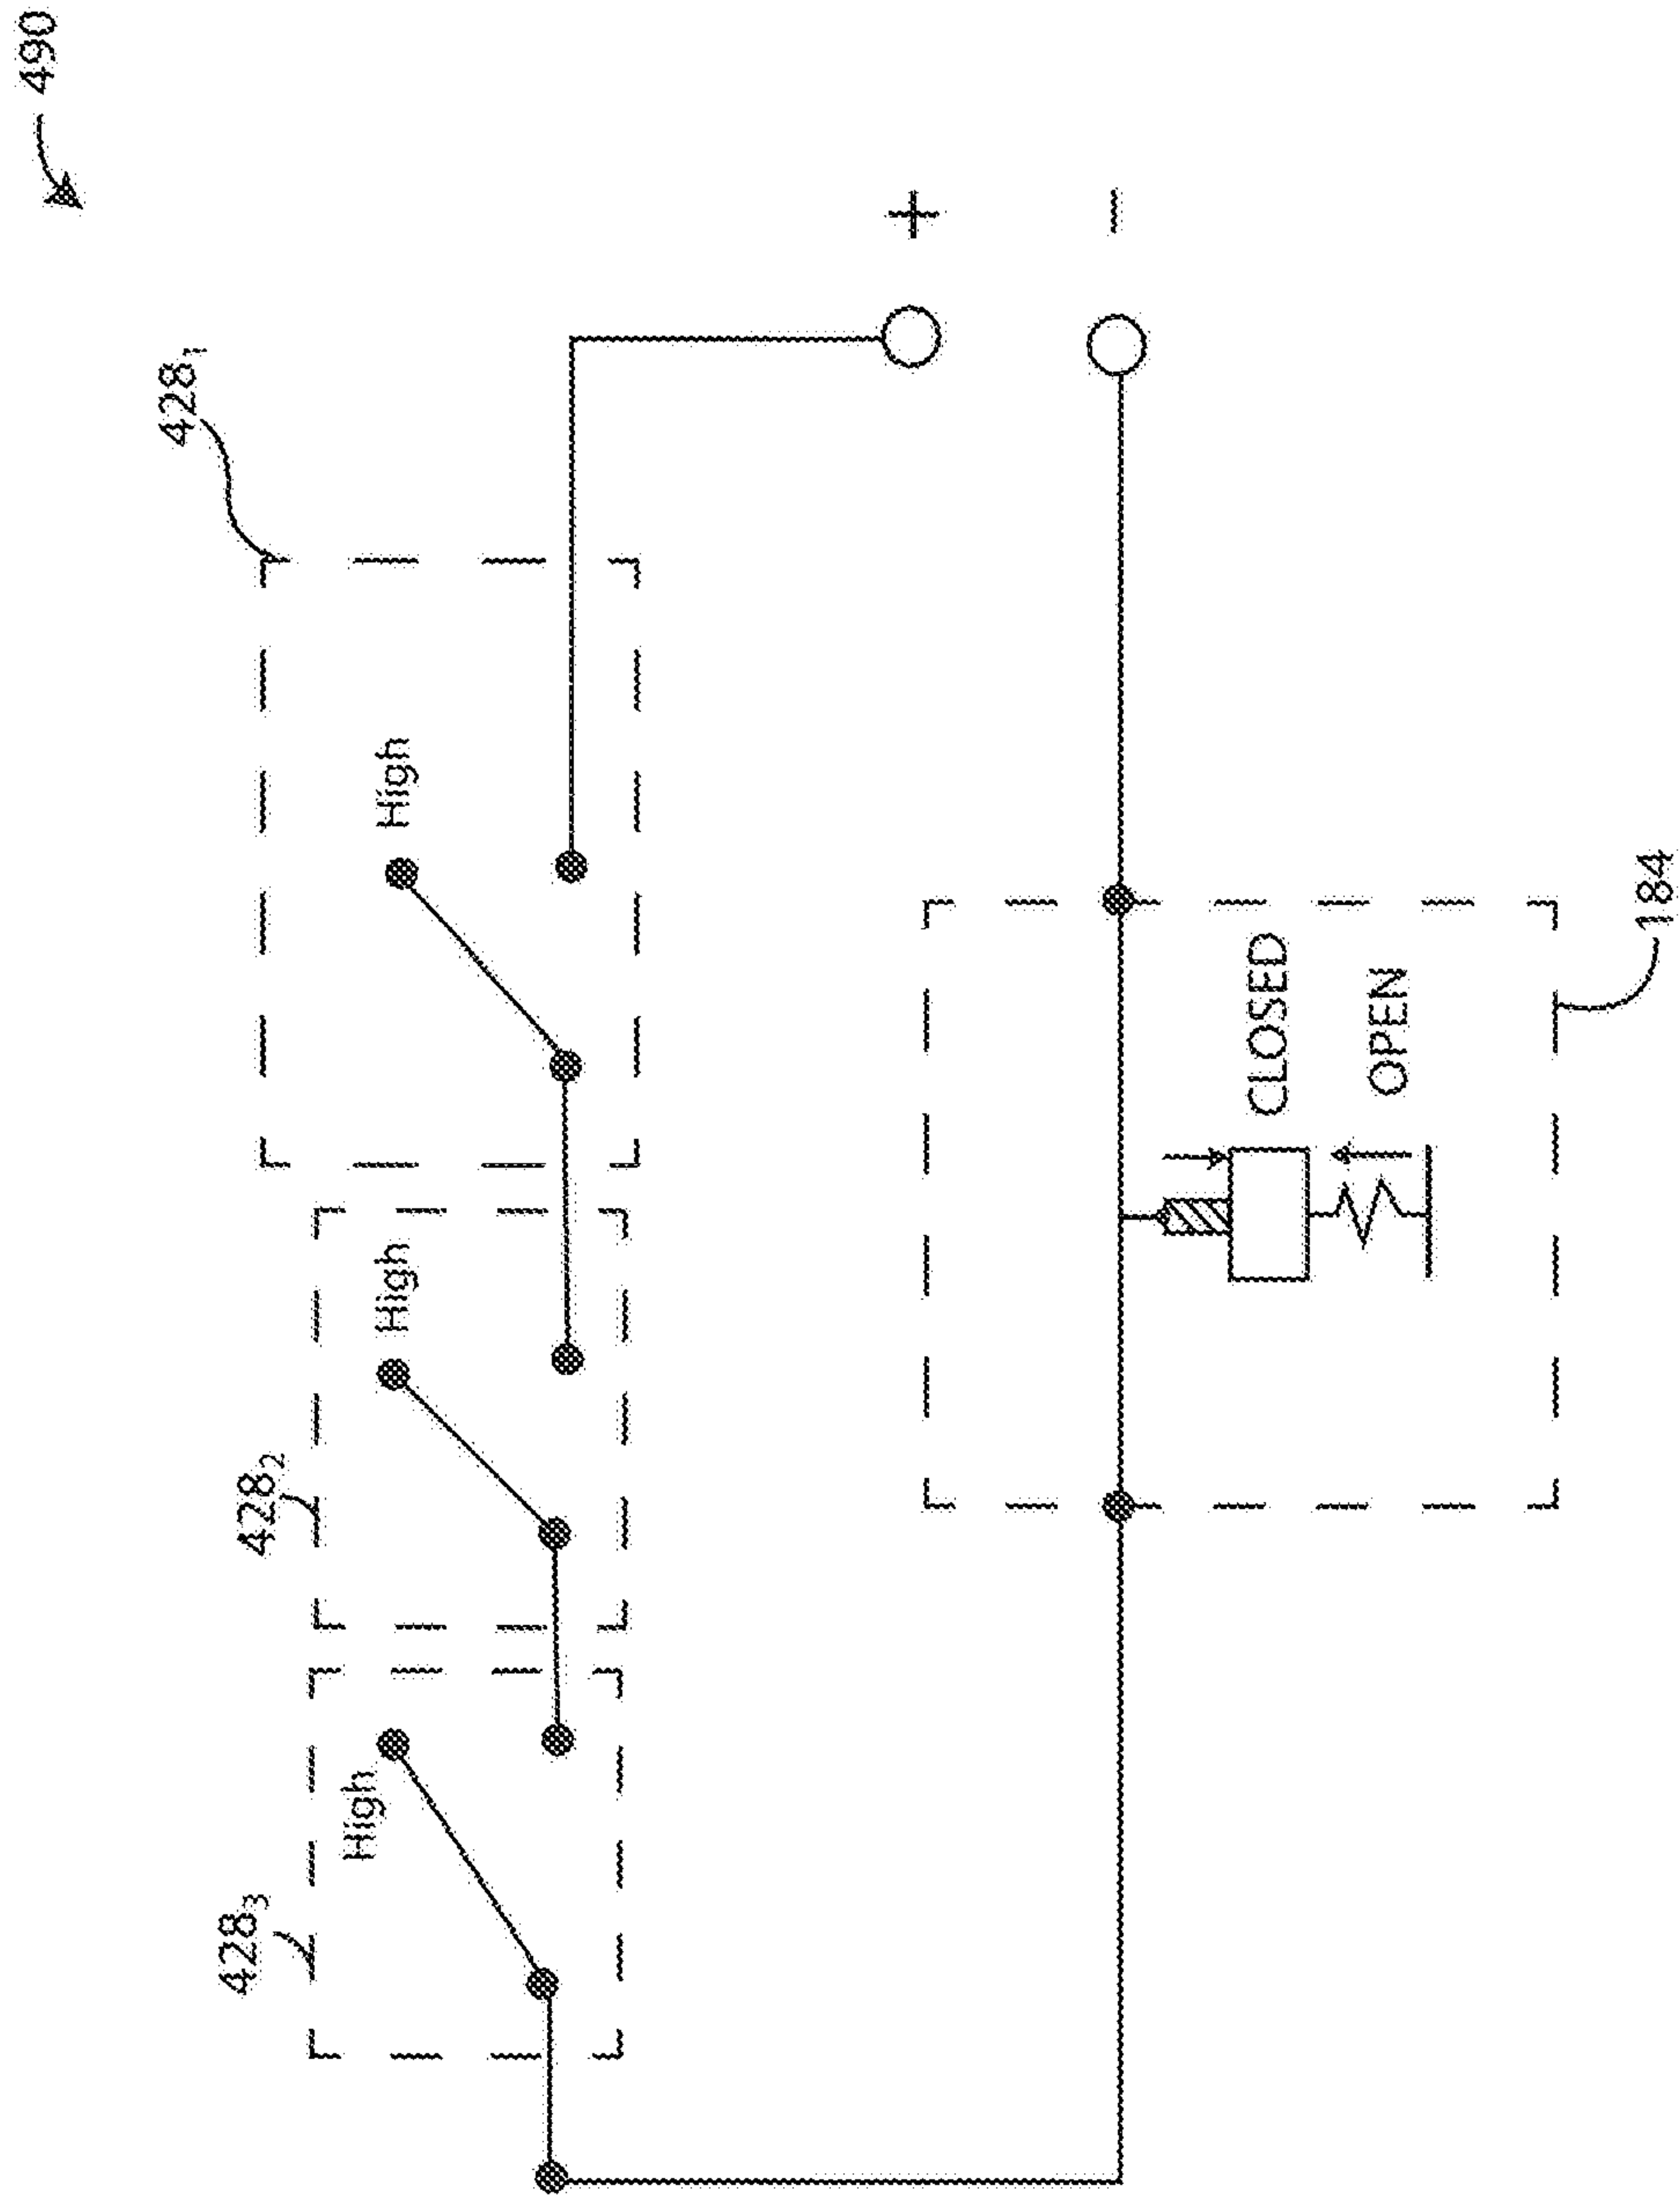 490
428₁
High
428₂
High
428₃
High
+
−
CLOSED
OPEN
184